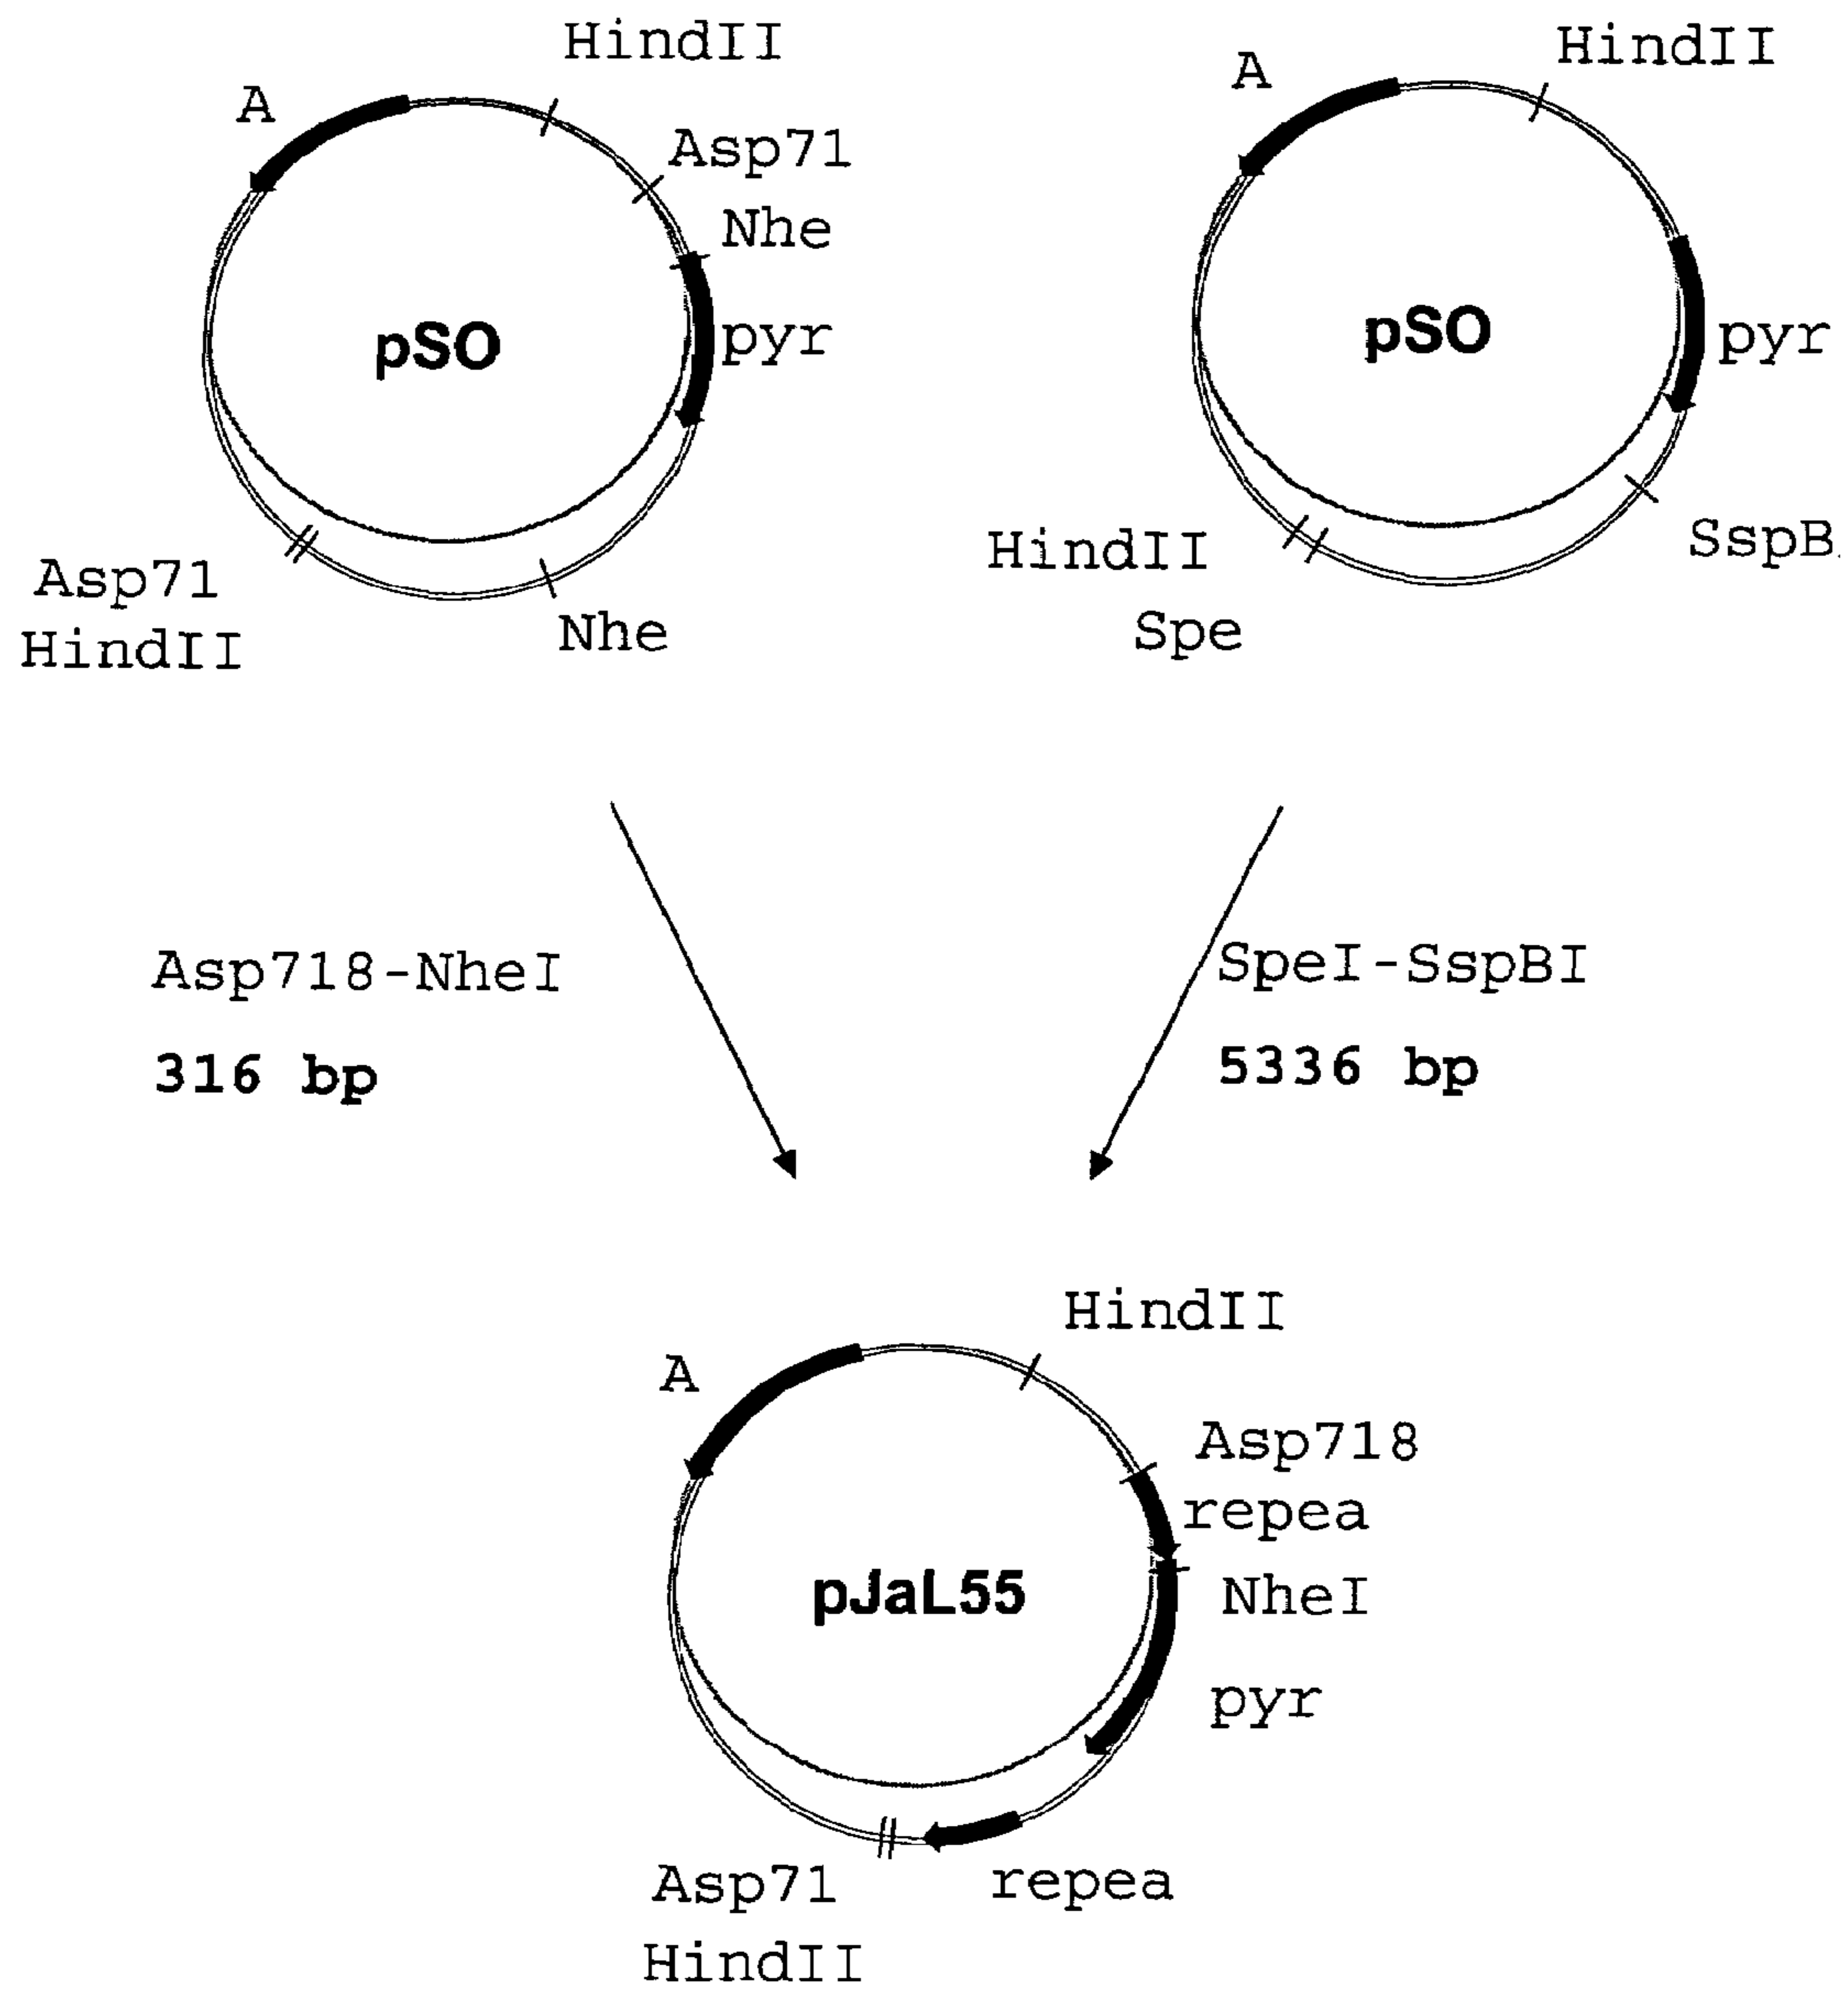 HindII
A
Asp71
Nhe
pSO
pyr
Asp71
HindII
Nhe
HindII
A
pSO
pyr
SspB
HindII
Spe
Asp718-NheI
316 bp
SpeI-SspBI
5336 bp
HindII
A
Asp718
repea
NheI
pJaL55
pyr
repea
Asp71
HindII